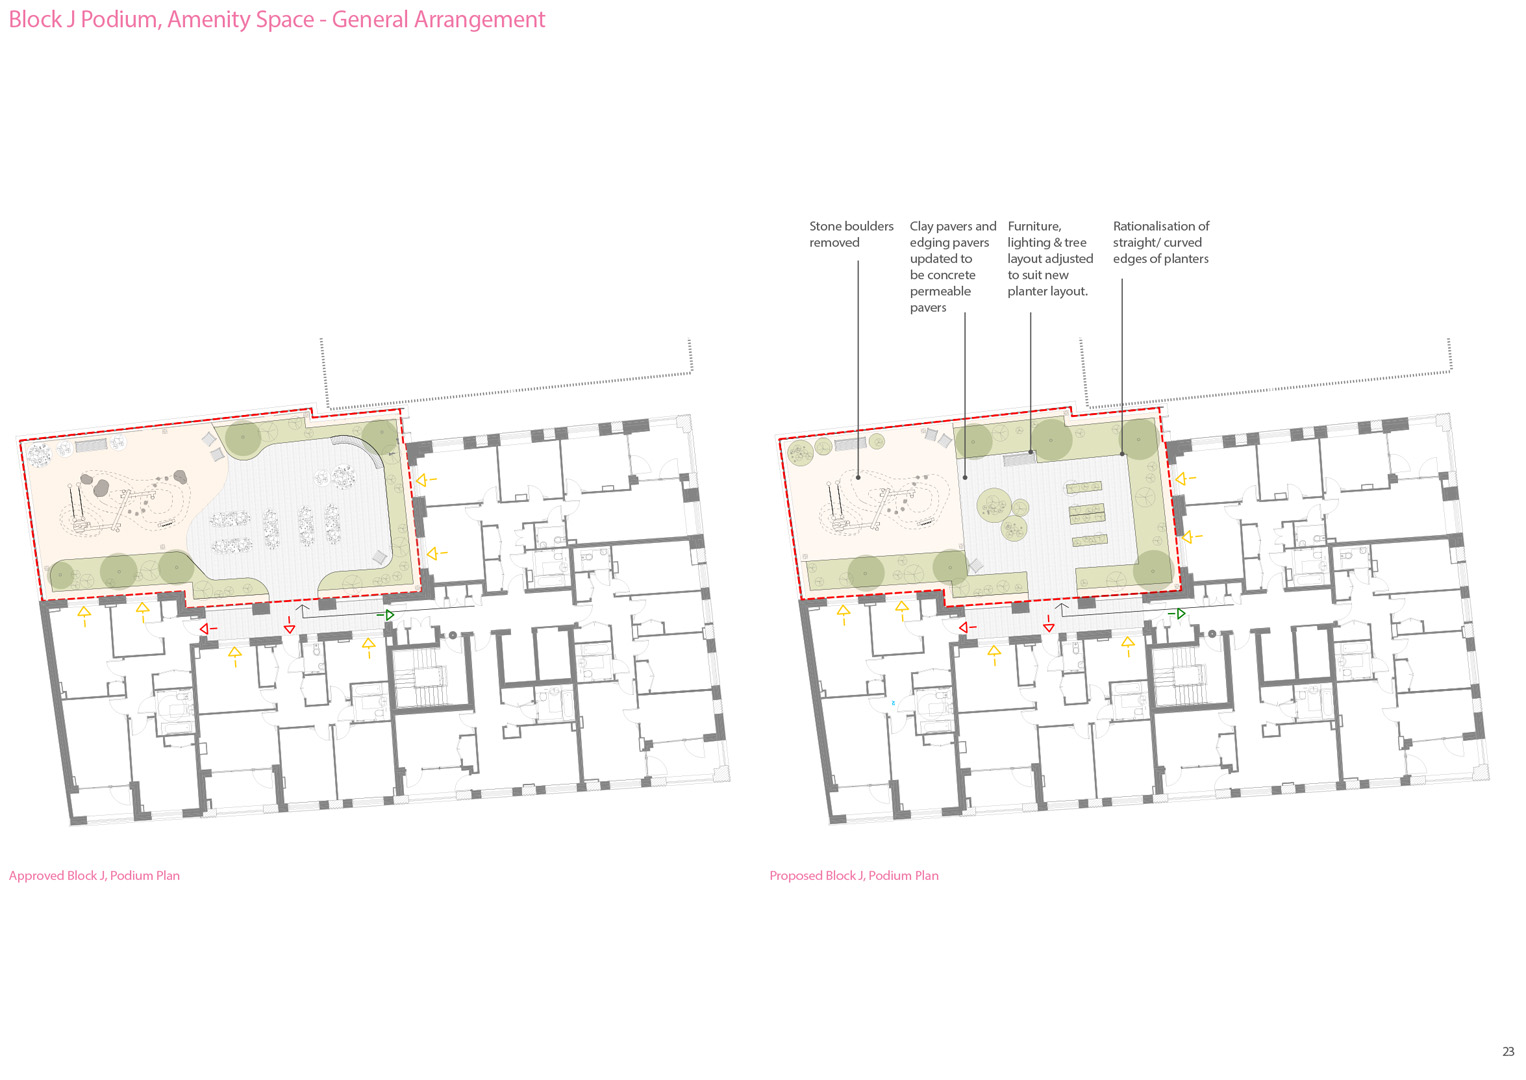 Block J Podium, Amenity Space - General Arrangement
Stone boulders
removed
Clay pavers and
edging pavers
updated to
be concrete
permeable
pavers
Furniture,
lighting & tree
layout adjusted
to suit new
planter layout.
Rationalisation of
straight/ curved
edges of planters
Approved Block J, Podium Plan
Proposed Block J, Podium Plan
23